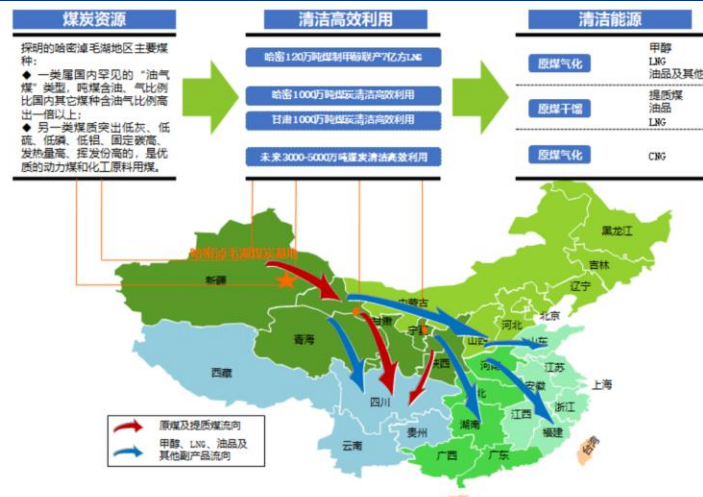 煤炭资源
探明的哈密淖毛湖地区主要煤
种：
◆ 一类属国内罕见的“油气
煤”类型，吨煤含油、气比例
比国内其它煤种含油气比例高
出一倍以上；
◆ 另一类煤质突出低灰、低
硫、低磷、低铝、固定碳高、
发热量高、挥发份高的，是优
质的动力煤和化工原料用煤。
清洁高效利用
哈密120万吨煤制甲醇联产7亿方LNG
哈密1000万吨煤炭清洁高效利用
甘肃1000万吨煤炭清洁高效利用
未来3000-5000万吨煤炭清洁高效利用
清洁能源
原煤气化
甲醇
LNG
油品及其他
原煤干馏
提质煤
油品
LNG
原煤气化
CNG
哈密淖毛湖煤炭基地
黑龙江
吉林
辽宁
新疆
内蒙古
北京
河北
甘肃
宁夏
山西
山东
青海
陕西
河南
江苏
西藏
安徽
上海
四川
北
浙江
江西
湖南
贵州
福建
云南
广西
广东
台湾
原煤及提质煤流向
甲醇、LNG、油品及
其他副产品流向